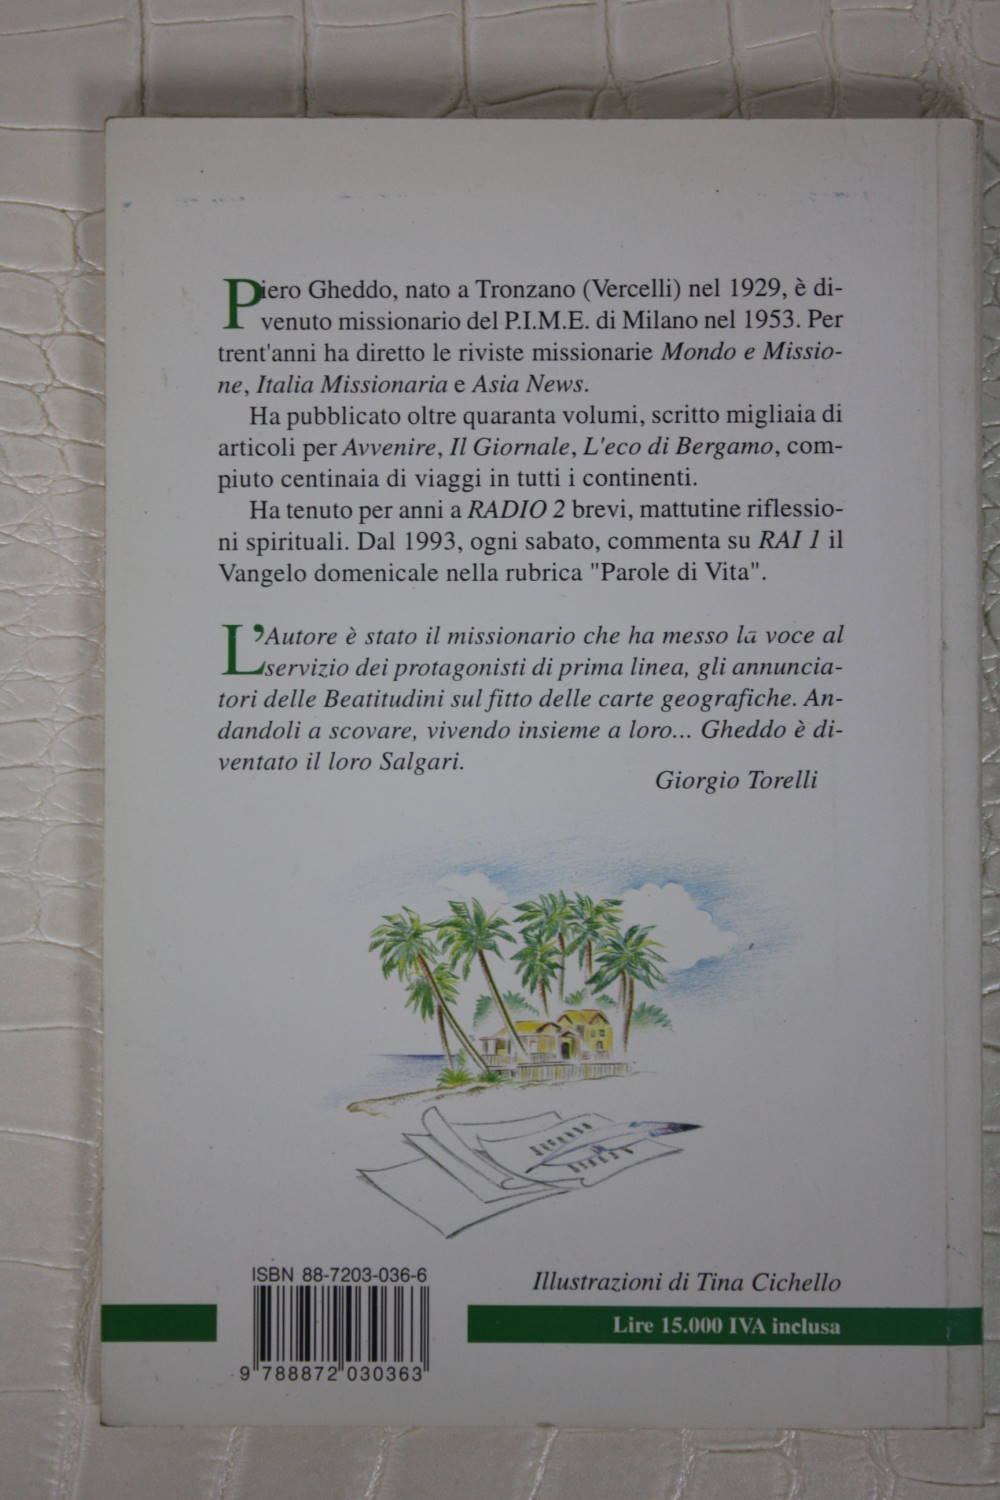 Piero Gheddo, nato a Tronzano (Vercelli) nel 1929, è di-
venuto missionario del P.I.M.E. di Milano nel 1953. Per
trent'anni ha diretto le riviste missionarie Mondo e Missio-
ne, Italia Missionaria e Asia News.
Ha pubblicato oltre quaranta volumi, scritto migliaia di
articoli per Avvenire, Il Giornale, L'eco di Bergamo, com-
piuto centinaia di viaggi in tutti i continenti.
Ha tenuto per anni a RADIO 2 brevi, mattutine riflessio-
ni spirituali. Dal 1993, ogni sabato, commenta su RAI 1 il
Vangelo domenicale nella rubrica "Parole di Vita".
L'Autore è stato il missionario che ha messo la voce al
servizio dei protagonisti di prima linea, gli annuncia-
tori delle Beatitudini sul fitto delle carte geografiche. An-
dandoli a scovare, vivendo insieme a loro... Gheddo è di-
ventato il loro Salgari.
Giorgio Torelli
ISBN 88-7203-036-6
9 788872 030363
Illustrazioni di Tina Cichello
Lire 15.000 IVA inclusa